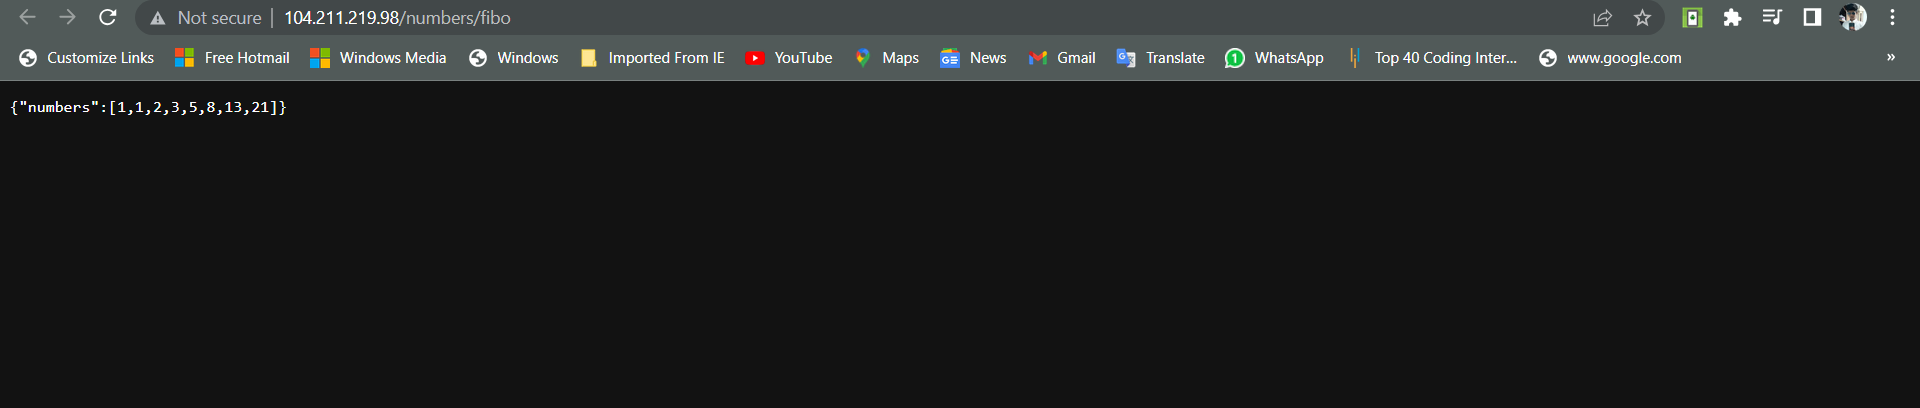 Not secure | 104.211.219.98/numbers/fibo
Customize Links Free Hotmail Windows Media Windows Imported From IE YouTube Maps News Gmail Translate 1 WhatsApp Top 40 Coding Inter... www.google.com »
{"numbers":[1,1,2,3,5,8,13,21]}